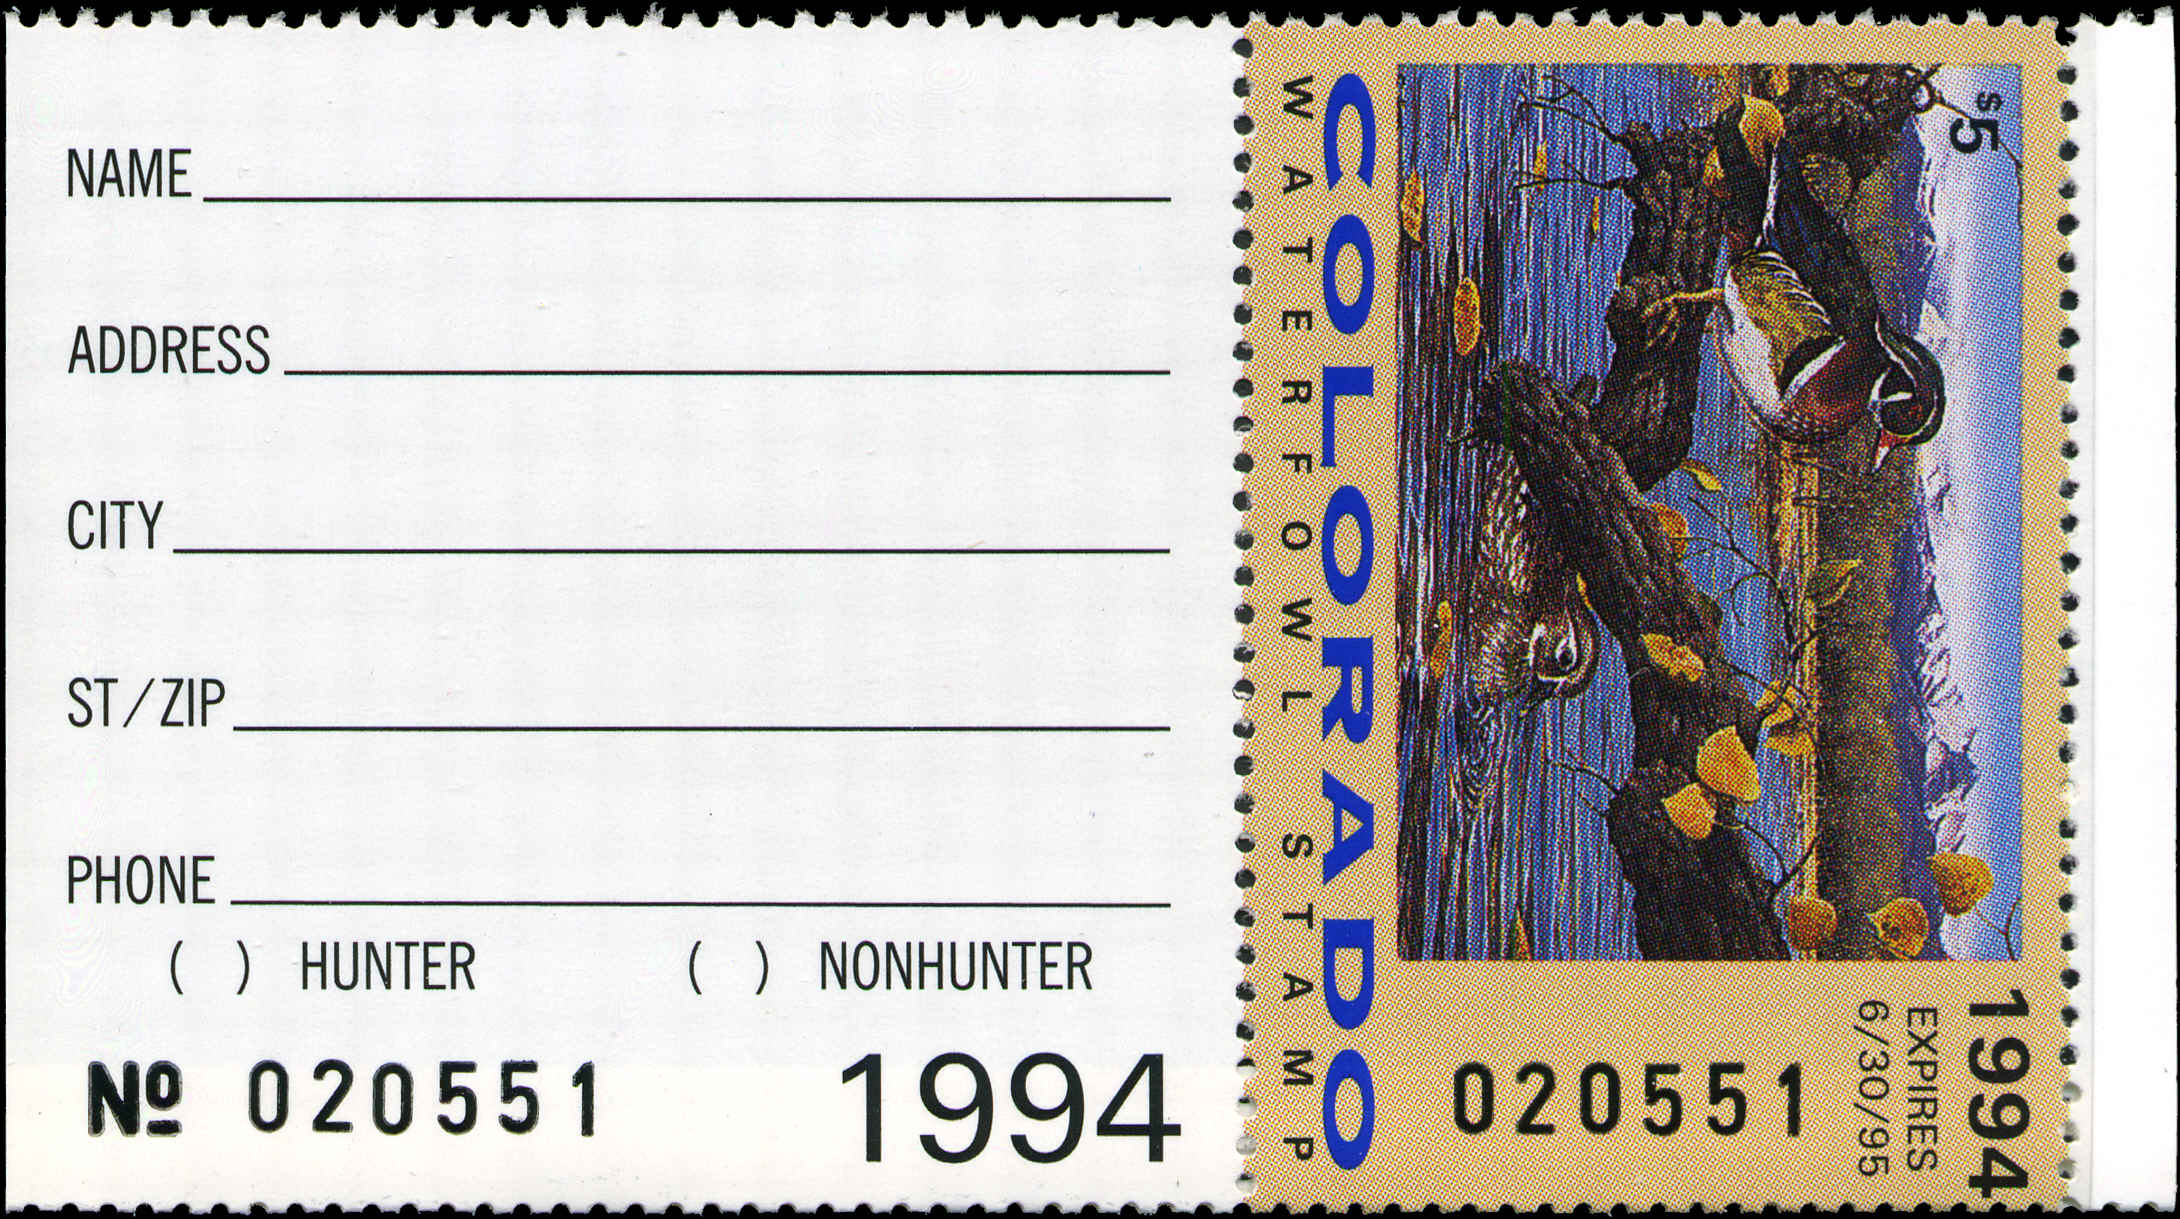 NAME
ADDRESS
CITY
ST/ZIP
PHONE
( ) HUNTER ( ) NONHUNTER
Nº 020551 1994
$5
COLORADO
WATERFOWL STAMP
1994
EXPIRES
6/30/95
020551